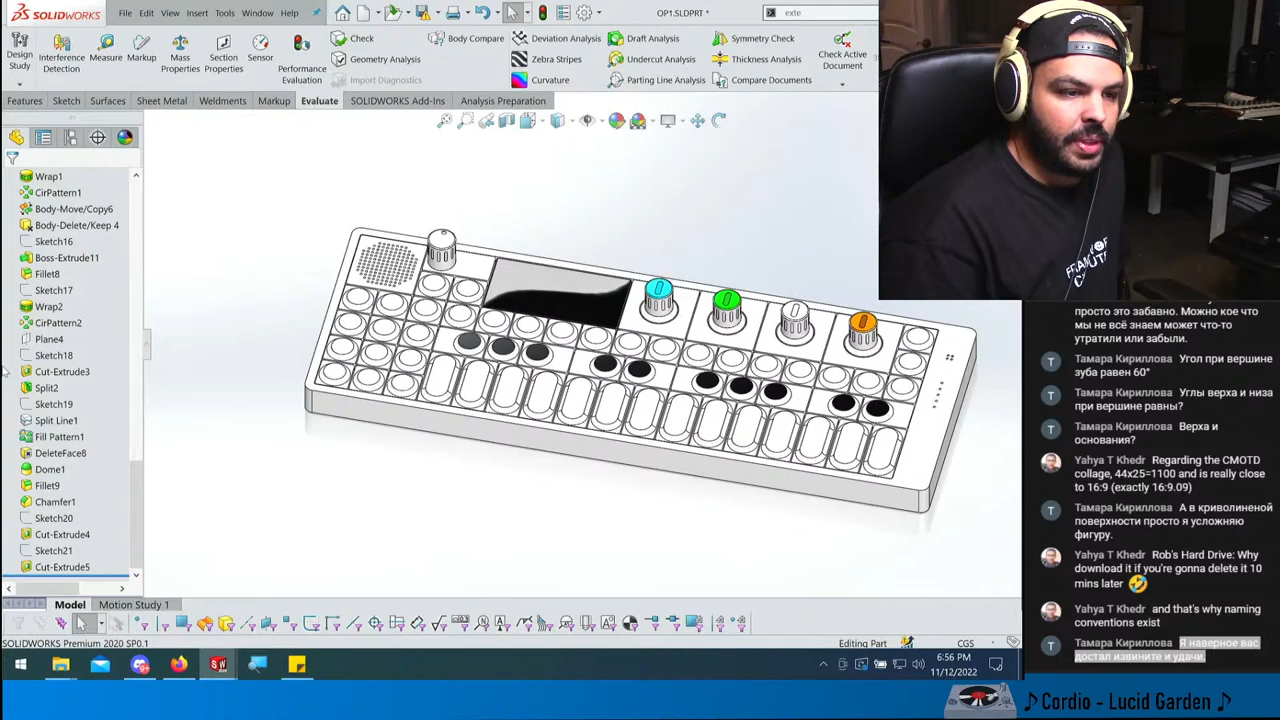 SOLIDWORKS File Edit View Insert Tools Window Help OP1.SLDPRT * exte
Design Study
Interference Detection
Measure
Markup
Mass Properties
Section Properties
Sensor
Performance Evaluation
Check
Geometry Analysis
Import Diagnostics
Body Compare
Deviation Analysis
Zebra Stripes
Curvature
Draft Analysis
Undercut Analysis
Parting Line Analysis
Symmetry Check
Thickness Analysis
Compare Documents
Check Active Document
Features Sketch Surfaces Sheet Metal Weldments Markup Evaluate SOLIDWORKS Add-Ins Analysis Preparation
Wrap1
CirPattern1
Body-Move/Copy6
Body-Delete/Keep 4
Sketch16
Boss-Extrude11
Fillet8
Sketch17
Wrap2
CirPattern2
Plane4
Sketch18
Cut-Extrude3
Split2
Sketch19
Split Line1
Fill Pattern1
DeleteFace8
Dome1
Fillet9
Chamfer1
Sketch20
Cut-Extrude4
Sketch21
Cut-Extrude5
Model Motion Study 1
SOLIDWORKS Premium 2020 SP0.1 Editing Part CGS
6:56 PM
11/12/2022
просто это забавно. Можно кое что
мы не всё знаем может что-то
утратили или забыли.
Т Тамара Кириллова Угол при вершине
зуба равен 60°
Т Тамара Кириллова Углы верха и низа
при вершине равны?
Т Тамара Кириллова Верха и
основания?
Yahya T Khedr Regarding the CMOTD
collage, 44x25=1100 and is really close
to 16:9 (exactly 16:9.09)
Т Тамара Кириллова А в криволиненой
поверхности просто я усложняю
фигуру.
Yahya T Khedr Rob's Hard Drive: Why
download it if you're gonna delete it 10
mins later 🤣
Yahya T Khedr and that's why naming
conventions exist
Т Тамара Кириллова Я наверное вас
достал извините и удачи.
♪ Cordio - Lucid Garden ♪